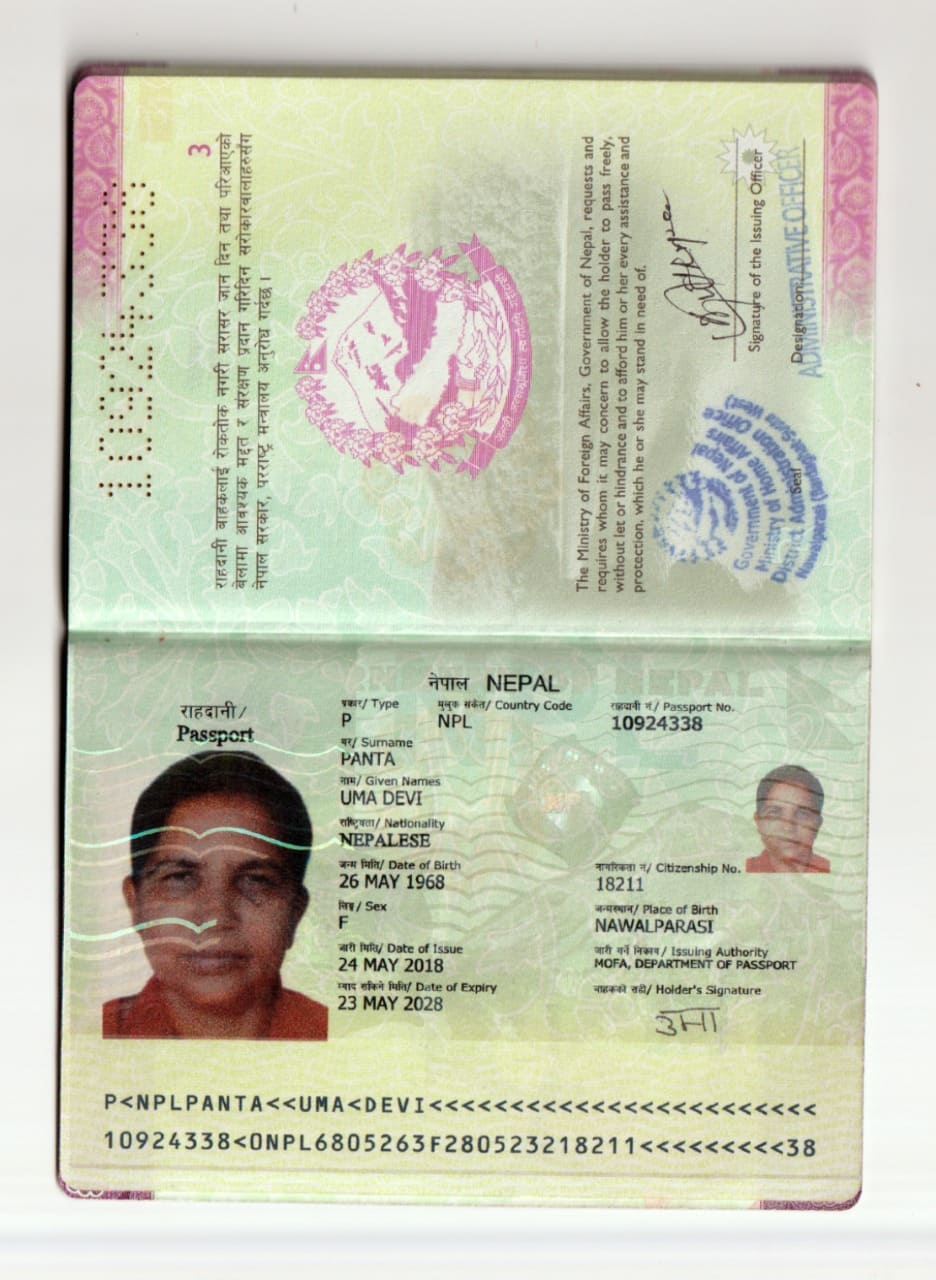 10924338
3
राहदानी वाहकलाई रोकतोक नगरी सरासर जान दिन तथा परिआएको
बेलामा आवश्यक मद्दत र संरक्षण प्रदान गरिदिन सरोकारवालाहरुसँग
नेपाल सरकार, परराष्ट्र मन्त्रालय अनुरोध गर्दछ।
The Ministry of Foreign Affairs, Government of Nepal, requests and
requires whom it may concern to allow the holder to pass freely,
without let or hindrance and to afford him or her every assistance and
protection, which he or she may stand in need of.
Signature of the Issuing Officer
Designation
ADMINISTRATIVE OFFICER
Seal
Government of Nepal
Ministry of Home Affairs
District Administration Office
Nawalparasi (Bardaghat-Susta West)
नेपाल NEPAL
राहदानी/
Passport
प्रकार/ Type
P
मुलुक संकेत/ Country Code
NPL
राहदानी नं./ Passport No.
10924338
थर/ Surname
PANTA
नाम/ Given Names
UMA DEVI
राष्ट्रियता/ Nationality
NEPALESE
जन्म मिति/ Date of Birth
26 MAY 1968
नागरिकता नं/ Citizenship No.
18211
लिङ्ग/ Sex
F
जन्मस्थान/ Place of Birth
NAWALPARASI
जारी मिति/ Date of Issue
24 MAY 2018
जारी गर्ने निकाय/ Issuing Authority
MOFA, DEPARTMENT OF PASSPORT
म्याद सकिने मिति/ Date of Expiry
23 MAY 2028
वाहकको सही/ Holder's Signature
उमा
P<NPLPANTA<<UMA<DEVI<<<<<<<<<<<<<<<<<<<<<<<<
10924338<0NPL6805263F280523218211<<<<<<<<<38